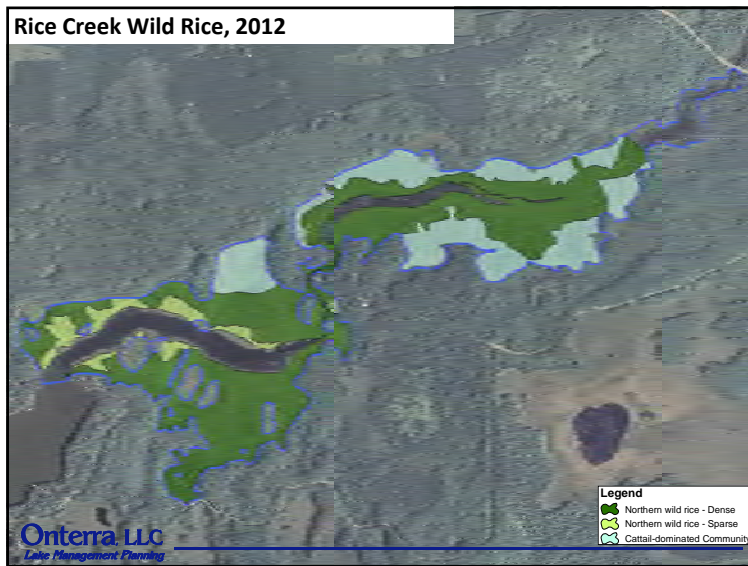 Rice Creek Wild Rice, 2012
Legend
Northern wild rice - Dense
Northern wild rice - Sparse
Cattail-dominated Community
Onterra, LLC
Lake Management Planning